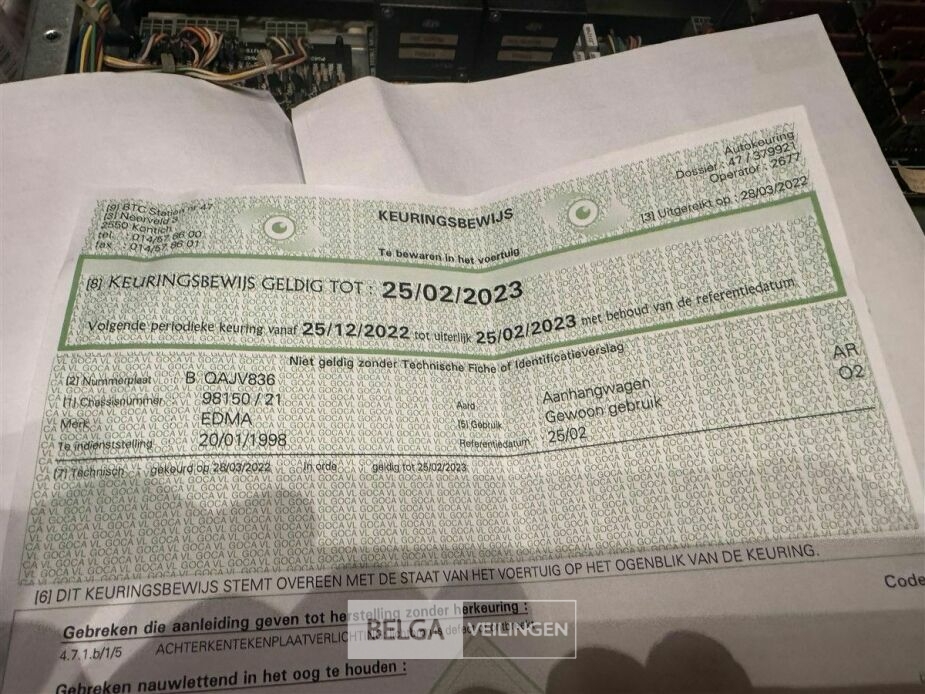 Autokeuring
Dossier : 47 / 379921
Operator : 2677
[3] Uitgereikt op : 28/03/2022
[9] BTC Station nr 47
[3] Neerveld 3
2550 Kontich
tel. : 014/57 86 00
fax : 014/57 86 01
KEURINGSBEWIJS
Te bewaren in het voertuig
[8] KEURINGSBEWIJS GELDIG TOT : 25/02/2023
Volgende periodieke keuring vanaf 25/12/2022 tot uiterlijk 25/02/2023 met behoud van de referentiedatum
Niet geldig zonder Technische Fiche of Identificatieverslag
[2] Nummerplaat : B QAJV836
[1] Chassisnummer : 98150 / 21
Merk : EDMA
Te indienststelling : 20/01/1998
Aard : Aanhangwagen AR
[5] Gebruik : Gewoon gebruik O2
Referentiedatum : 25/02
[7] Technisch : gekeurd op 28/03/2022 In orde geldig tot 25/02/2023
[6] DIT KEURINGSBEWIJS STEMT OVEREEN MET DE STAAT VAN HET VOERTUIG OP HET OGENBLIK VAN DE KEURING.
Code
Gebreken die aanleiding geven tot herstelling zonder herkeuring :
4.7.1.b/1/5 ACHTERKENTEKENPLAATVERLICHT
BELGA VEILINGEN
Gebreken nauwlettend in het oog te houden :